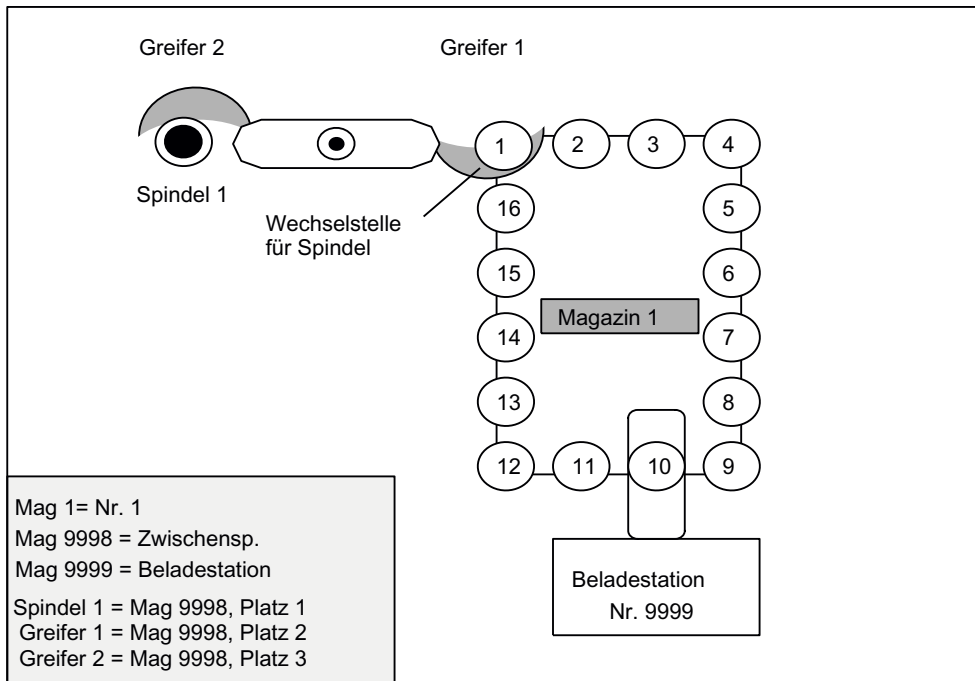 Greifer 2
Greifer 1
1
2
3
4
Spindel 1
Wechselstelle
für Spindel
16
5
15
6
Magazin 1
14
7
13
8
12
11
10
9
Mag 1= Nr. 1
Mag 9998 = Zwischensp.
Mag 9999 = Beladestation
Spindel 1 = Mag 9998, Platz 1
Greifer 1 = Mag 9998, Platz 2
Greifer 2 = Mag 9998, Platz 3
Beladestation
Nr. 9999